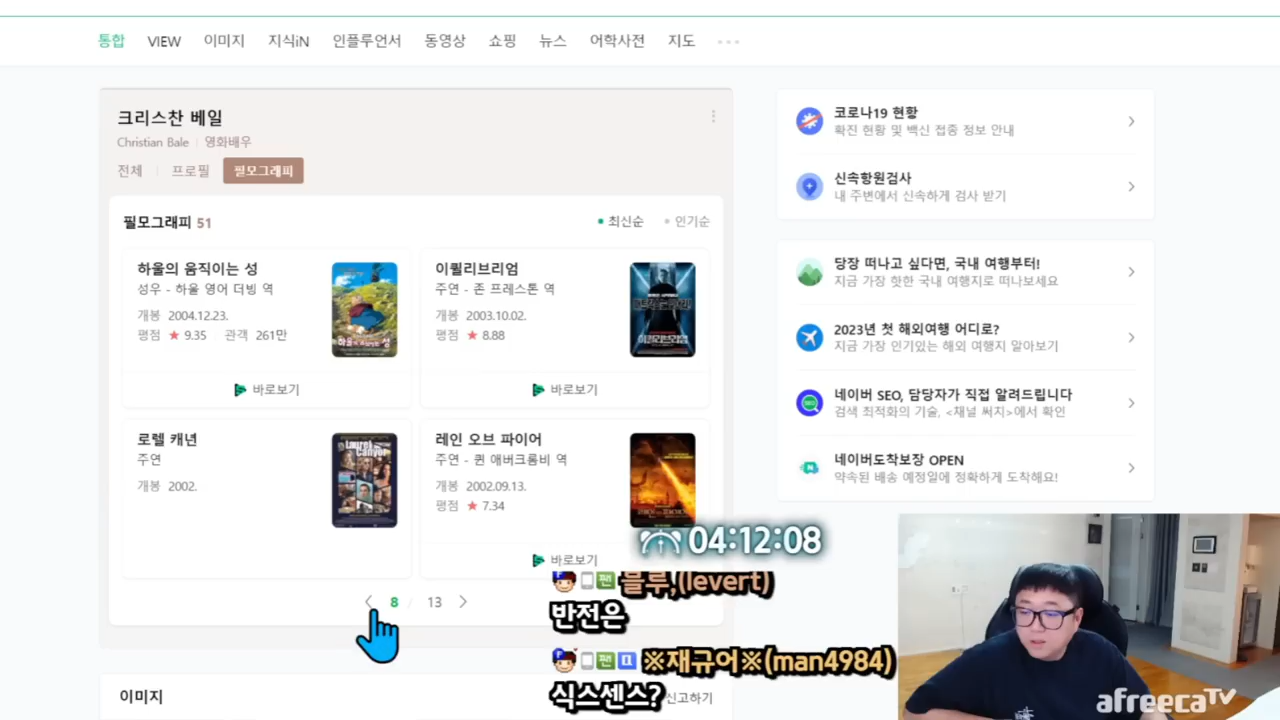 통합 VIEW 이미지 지식iN 인플루언서 동영상 쇼핑 뉴스 어학사전 지도
크리스찬 베일
Christian Bale 영화배우
전체 프로필 필모그래피
필모그래피 51
최신순 인기순
하울의 움직이는 성
성우 - 하울 영어 더빙 역
개봉 2004.12.23.
평점 ★ 9.35 관객 261만
바로보기
이퀼리브리엄
주연 - 존 프레스톤 역
개봉 2003.10.02.
평점 ★ 8.88
이퀼리브리엄
바로보기
로렐 캐년
주연
개봉 2002.
Laurel Canyon
레인 오브 파이어
주연 - 퀸 애버크롬비 역
개봉 2002.09.13.
평점 ★ 7.34
바로보기
8 / 13
이미지
신고하기
코로나19 현황
확진 현황 및 백신 접종 정보 안내
신속항원검사
내 주변에서 신속하게 검사 받기
당장 떠나고 싶다면, 국내 여행부터!
지금 가장 핫한 국내 여행지로 떠나보세요
2023년 첫 해외여행 어디로?
지금 가장 인기있는 해외 여행지 알아보기
네이버 SEO, 담당자가 직접 알려드립니다
검색 최적화의 기술, <채널 써치>에서 확인
네이버도착보장 OPEN
약속된 배송 예정일에 정확하게 도착해요!
04:12:08
팬 블루,(levert)
반전은
팬 ※재규어※(man4984)
식스센스?
afreecaTV